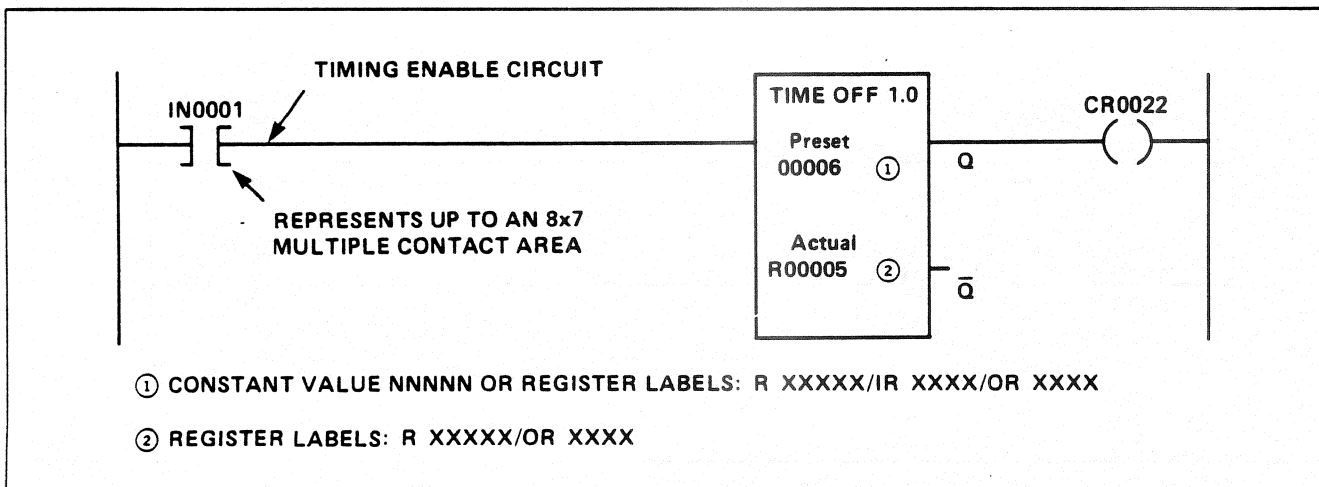 TIMING ENABLE CIRCUIT
IN0001
REPRESENTS UP TO AN 8x7
MULTIPLE CONTACT AREA
TIME OFF 1.0
Preset
00006 ①
Actual
R00005 ②
Q
Q̅
CR0022
① CONSTANT VALUE NNNNN OR REGISTER LABELS: R XXXXX/IR XXXX/OR XXXX
② REGISTER LABELS: R XXXXX/OR XXXX